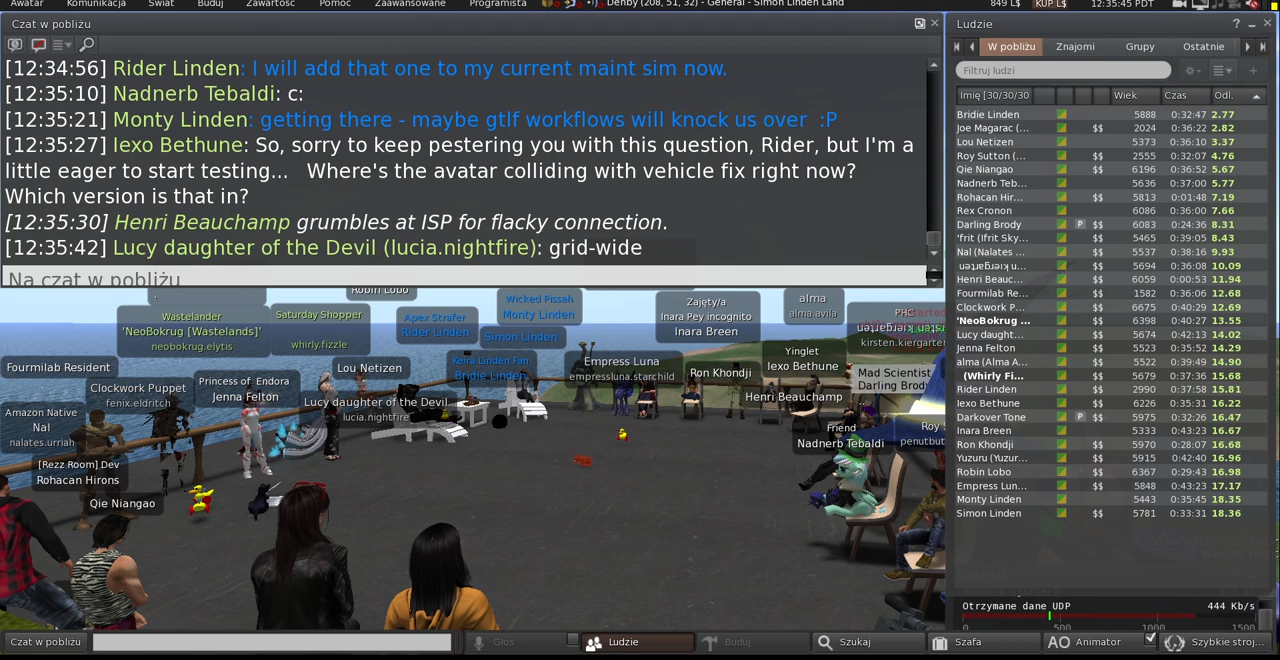 Awatar Komunikacja Świat Buduj Zawartość Pomoc Zaawansowane Programista Denby (208, 51, 32) - General - Simon Linden Land 849 L$ KUP L$ 12:35:45 PDT
Czat w pobliżu
[12:34:56] Rider Linden: I will add that one to my current maint sim now.
[12:35:10] Nadnerb Tebaldi: c:
[12:35:21] Monty Linden: getting there - maybe gtlf workflows will knock us over :P
[12:35:27] Iexo Bethune: So, sorry to keep pestering you with this question, Rider, but I'm a
little eager to start testing... Where's the avatar colliding with vehicle fix right now?
Which version is that in?
[12:35:30] Henri Beauchamp grumbles at ISP for flacky connection.
[12:35:42] Lucy daughter of the Devil (lucia.nightfire): grid-wide
Na czat w pobliżu
Robin Lobo
Wastelander
'NeoBokrug [Wastelands]'
neobokrug.elytis
Saturday Shopper
whirly.fizzle
Apex Strafer
Rider Linden
Wicked Pissah
Monty Linden
Simon Linden
Keira Linden Fan
Bridie Linden
Zajęty/a
Inara Pey incognito
Inara Breen
alma
alma.avila
PHC
kirsten.kiergarten
Fourmilab Resident
Clockwork Puppet
fenix.eldritch
Princess of Endora
Jenna Felton
Lou Netizen
Lucy daughter of the Devil
lucia.nightfire
Empress Luna
empressluna.starchild
Ron Khondji
Yinglet
Iexo Bethune
Henri Beauchamp
Mad Scientist
Darling Brody
Amazon Native
Nal
nalates.urriah
[Rezz Room] Dev
Rohacan Hirons
Qie Niangao
Friend
Nadnerb Tebaldi
Roy S
penutbut
Ludzie
? _ ×
W pobliżu Znajomi Grupy Ostatnie
Filtruj ludzi
Imię [30/30/30 Wiek Czas Odl.
Bridie Linden 5888 0:32:47 2.77
Joe Magarac (... $$ 2024 0:36:22 2.82
Lou Netizen 5373 0:36:10 3.37
Roy Sutton (... $$ 2555 0:32:07 4.76
Qie Niangao $$ 6196 0:36:52 5.67
Nadnerb Teb... 5636 0:37:00 5.77
Rohacan Hir... $$ 5813 0:01:48 7.19
Rex Cronon 6086 0:36:00 7.66
Darling Brody P $$ 6083 0:24:36 8.31
'frit (Ifrit Sky... $$ 5465 0:39:05 8.43
Nal (Nalates ... $$ 5537 0:38:16 9.93
5694 0:36:08 10.09
Henri Beauc... $$ 6059 0:00:53 11.94
Fourmilab Re... $$ 1582 0:36:06 12.68
Clockwork P... $$ 6675 0:40:29 12.69
'NeoBokrug ... $$ 6398 0:40:27 13.55
Lucy daught... $$ 5674 0:42:13 14.02
Jenna Felton $$ 5523 0:35:52 14.29
alma (Alma A... $$ 5522 0:39:49 14.90
(Whirly Fi... $$ 5679 0:37:36 15.68
Rider Linden $$ 2990 0:37:58 15.81
Iexo Bethune $$ 6226 0:35:31 16.22
Darkover Tone P $$ 5975 0:32:26 16.47
Inara Breen 5333 0:43:23 16.67
Ron Khondji $$ 5970 0:28:07 16.68
Yuzuru (Yuzur... $$ 5915 0:42:40 16.96
Robin Lobo $$ 6367 0:29:43 16.98
Empress Lun... $$ 5848 0:43:23 17.17
Monty Linden 5443 0:35:45 18.35
Simon Linden $$ 5781 0:33:31 18.36
Otrzymane dane UDP 444 Kb/s
0 500 1000 1500
Czat w pobliżu Głos Ludzie Buduj Szukaj Szafa AO Animator Szybkie stroj...